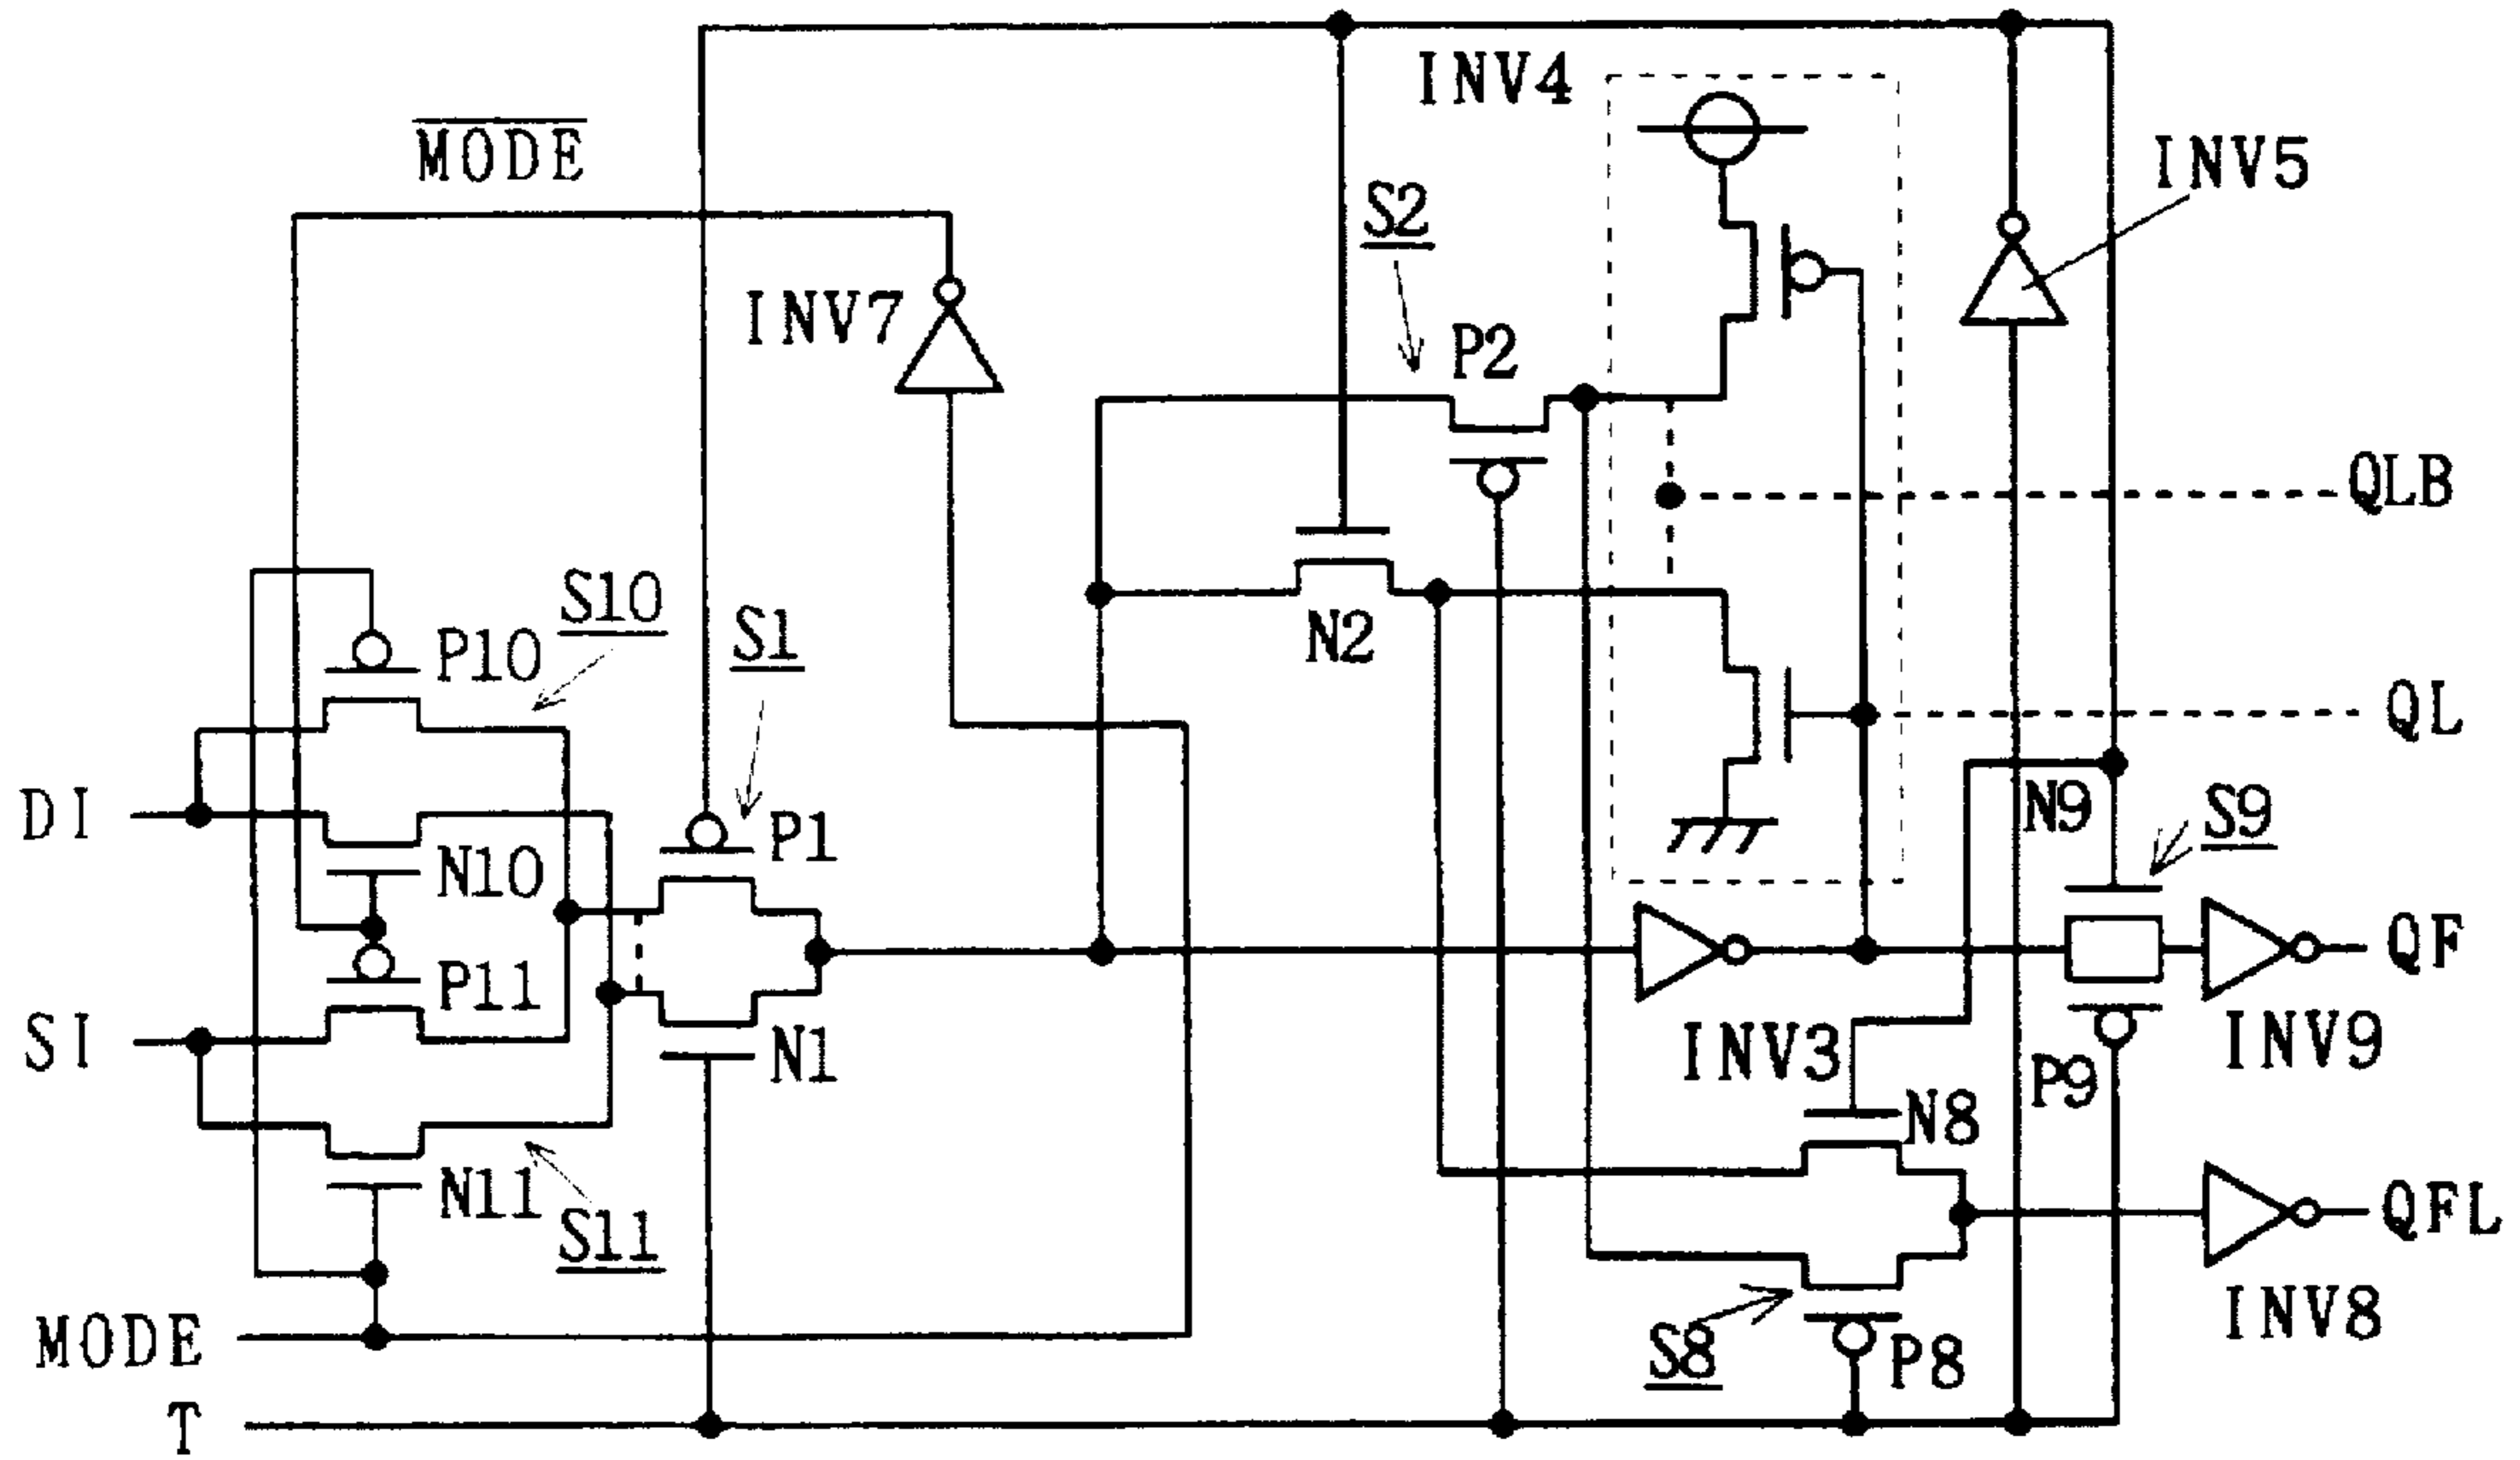 INV4
MODE
INV5
S2
INV7
P2
QLB
S10
P10
S1
N2
QL
DI
N9
S9
P1
N10
QF
P11
SI
N1
INV3
INV9
P9
N8
N11
S11
QFL
MODE
S8
P8
INV8
T